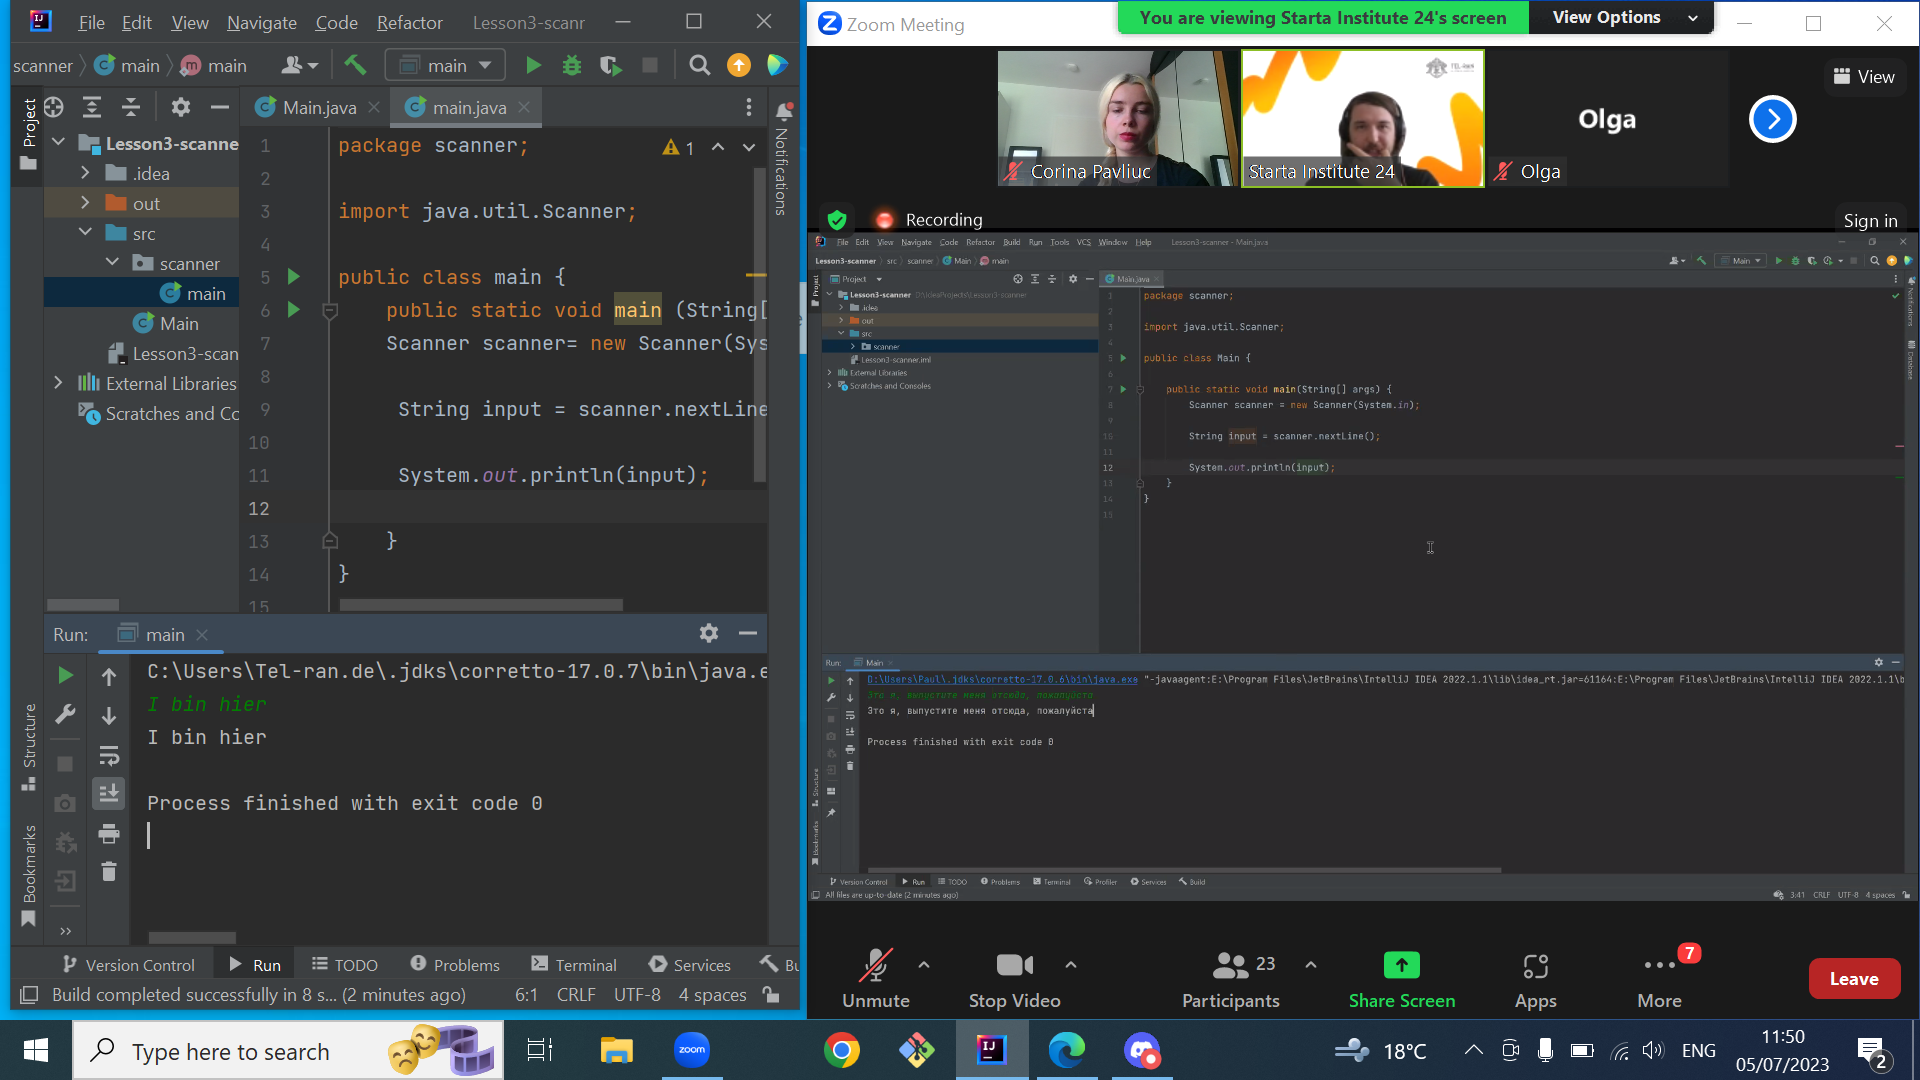 File Edit View Navigate Code Refactor Lesson3-scanr
scanner main main main
Project
Main.java main.java
Notifications
Lesson3-scanne
.idea
out
src
scanner
main
Main
Lesson3-scan
External Libraries
Scratches and Co
1 package scanner; 1
2
3 import java.util.Scanner;
4
5 public class main {
6 public static void main (String[
7 Scanner scanner= new Scanner(Sys
8
9 String input = scanner.nextLine
10
11 System.out.println(input);
12
13 }
14 }
15
Run: main
C:\Users\Tel-ran.de\.jdks\corretto-17.0.7\bin\java.e
I bin hier
I bin hier
Process finished with exit code 0
Structure
Bookmarks
Version Control Run TODO Problems Terminal Services Bu
Build completed successfully in 8 s... (2 minutes ago) 6:1 CRLF UTF-8 4 spaces
Zoom Meeting
You are viewing Starta Institute 24's screen View Options
View
Corina Pavliuc
TEL-Ran
Starta Institute 24
Olga
Olga
Recording
Sign in
File Edit View Navigate Code Refactor Build Run Tools VCS Window Help Lesson3-scanner - Main.java
Lesson3-scanner src scanner Main main Main
Project Main.java
Lesson3-scanner D:\IdeaProjects\Lesson3-scanner
.idea
out
src
scanner
Lesson3-scanner.iml
External Libraries
Scratches and Consoles
Project
Notifications
Database
1 package scanner;
2
3 import java.util.Scanner;
4
5 public class Main {
6
7 public static void main(String[] args) {
8 Scanner scanner = new Scanner(System.in);
9
10 String input = scanner.nextLine();
11
12 System.out.println(input);
13 }
14 }
15
Run: Main
D:\Users\Paul\.jdks\corretto-17.0.6\bin\java.exe "-javaagent:E:\Program Files\JetBrains\IntelliJ IDEA 2022.1.1\lib\idea_rt.jar=61164:E:\Program Files\JetBrains\IntelliJ IDEA 2022.1.1\b
Это я, выпустите меня отсюда, пожалуйста
Это я, выпустите меня отсюда, пожалуйста
Process finished with exit code 0
Structure
Bookmarks
Version Control Run TODO Problems Terminal Profiler Services Build
All files are up-to-date (2 minutes ago) 3:41 CRLF UTF-8 4 spaces
Unmute Stop Video Participants 23 Share Screen Apps More 7 Leave
Type here to search
zoom
18°C ENG 11:50
05/07/2023
2